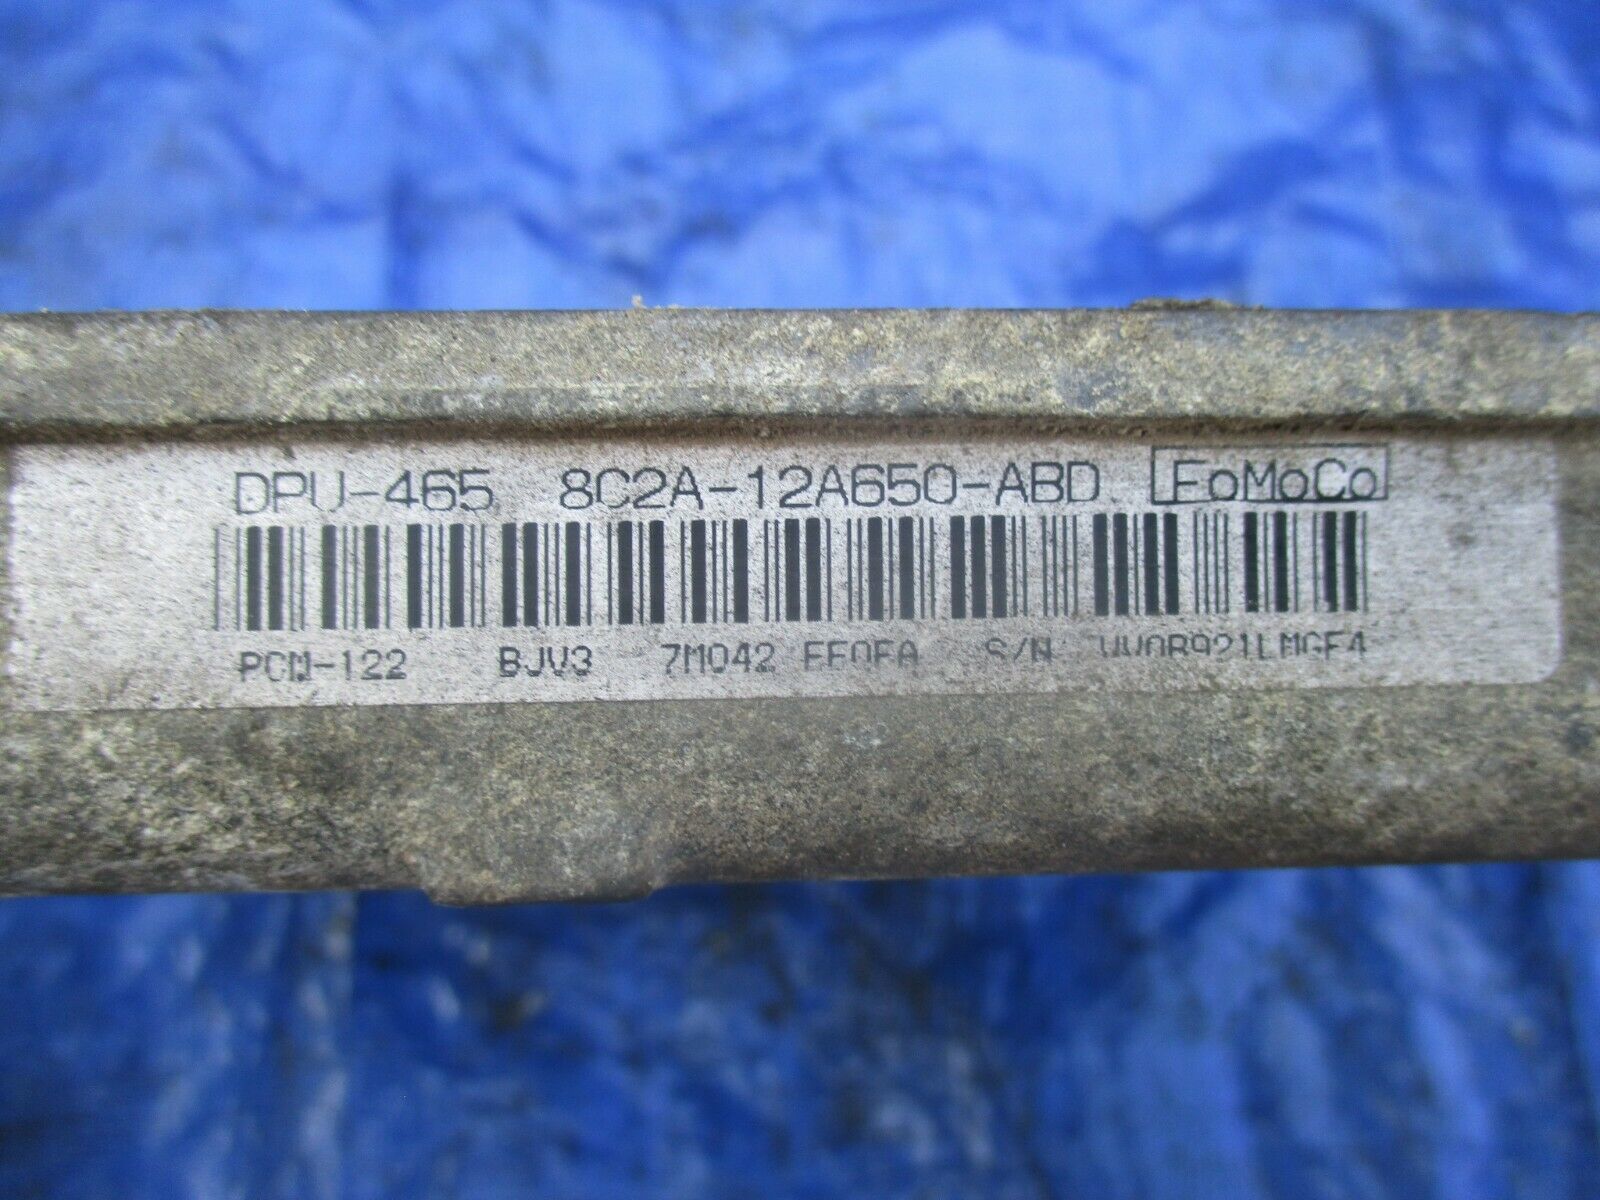 DPU-465 8C2A-12A650-ABD FoMoCo
PCM-122 BJV3 7M042 S/N